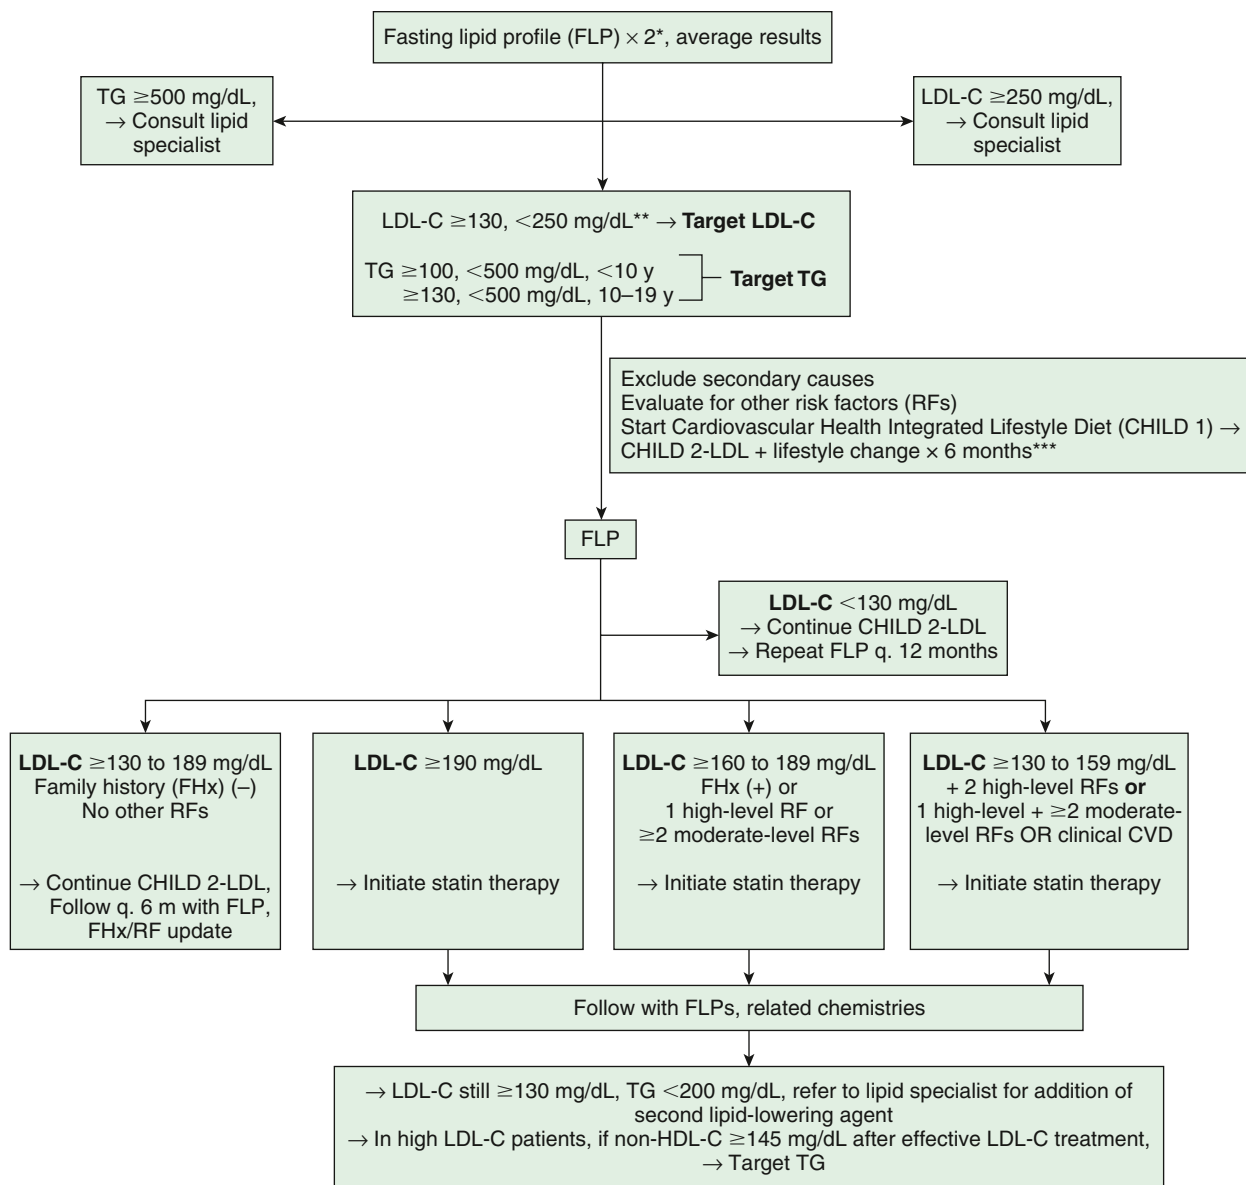 Fasting lipid profile (FLP) × 2*, average results
TG ≥500 mg/dL,
→ Consult lipid
specialist
LDL-C ≥250 mg/dL,
→ Consult lipid
specialist
LDL-C ≥130, <250 mg/dL** → Target LDL-C
TG ≥100, <500 mg/dL, <10 y
≥130, <500 mg/dL, 10–19 y
Target TG
Exclude secondary causes
Evaluate for other risk factors (RFs)
Start Cardiovascular Health Integrated Lifestyle Diet (CHILD 1) →
CHILD 2-LDL + lifestyle change × 6 months***
FLP
LDL-C <130 mg/dL
→ Continue CHILD 2-LDL
→ Repeat FLP q. 12 months
LDL-C ≥130 to 189 mg/dL
Family history (FHx) (–)
No other RFs
→ Continue CHILD 2-LDL,
Follow q. 6 m with FLP,
FHx/RF update
LDL-C ≥190 mg/dL
→ Initiate statin therapy
LDL-C ≥160 to 189 mg/dL
FHx (+) or
1 high-level RF or
≥2 moderate-level RFs
→ Initiate statin therapy
LDL-C ≥130 to 159 mg/dL
+ 2 high-level RFs or
1 high-level + ≥2 moderate-
level RFs OR clinical CVD
→ Initiate statin therapy
Follow with FLPs, related chemistries
→ LDL-C still ≥130 mg/dL, TG <200 mg/dL, refer to lipid specialist for addition of
second lipid-lowering agent
→ In high LDL-C patients, if non-HDL-C ≥145 mg/dL after effective LDL-C treatment,
→ Target TG